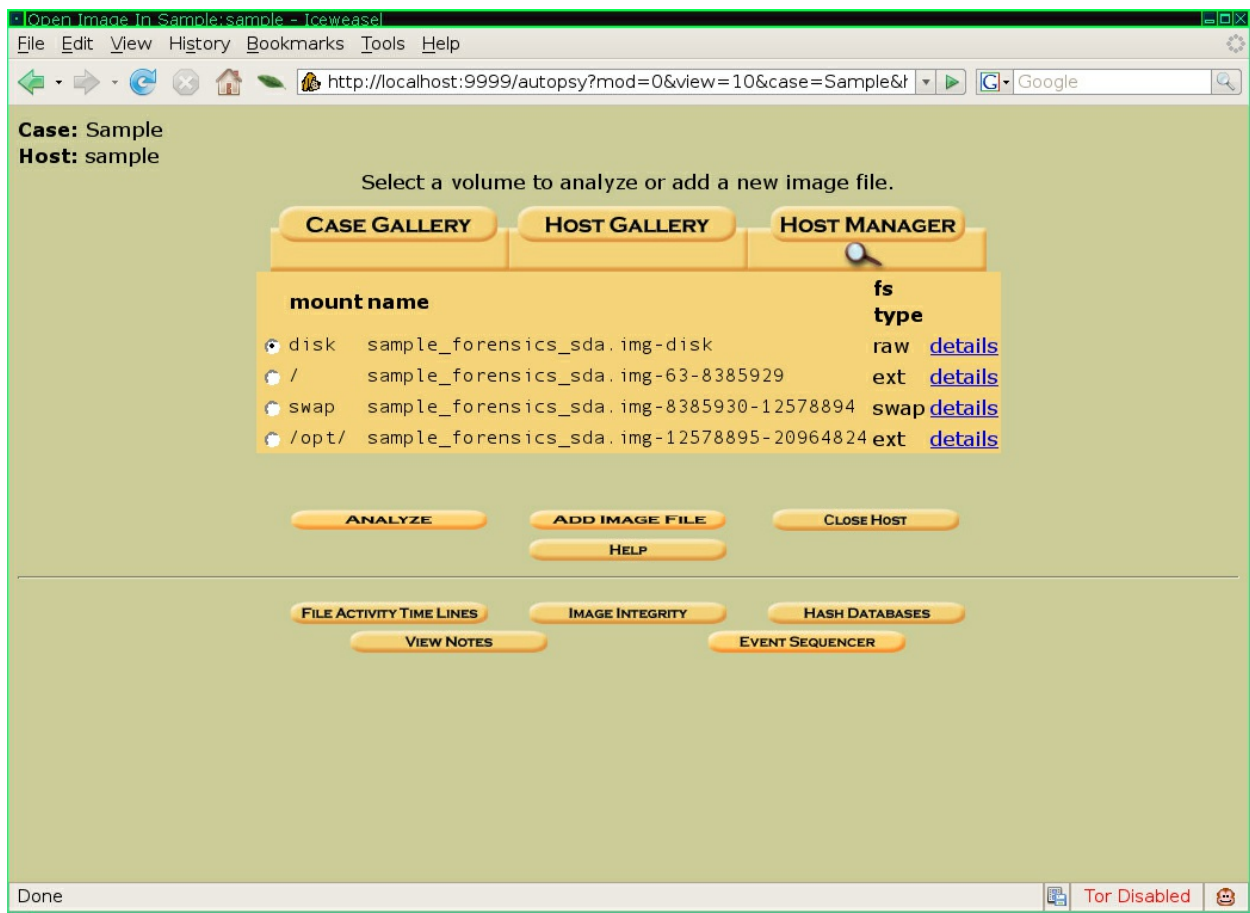 Open Image In Sample:sample - Iceweasel
File Edit View History Bookmarks Tools Help
http://localhost:9999/autopsy?mod=0&view=10&case=Sample&h G Google
Case: Sample
Host: sample
Select a volume to analyze or add a new image file.
CASE GALLERY HOST GALLERY HOST MANAGER
mount name fs type
disk sample_forensics_sda.img-disk raw details
/ sample_forensics_sda.img-63-8385929 ext details
swap sample_forensics_sda.img-8385930-12578894 swap details
/opt/ sample_forensics_sda.img-12578895-20964824 ext details
ANALYZE ADD IMAGE FILE CLOSE HOST
HELP
FILE ACTIVITY TIME LINES IMAGE INTEGRITY HASH DATABASES
VIEW NOTES EVENT SEQUENCER
Done Tor Disabled